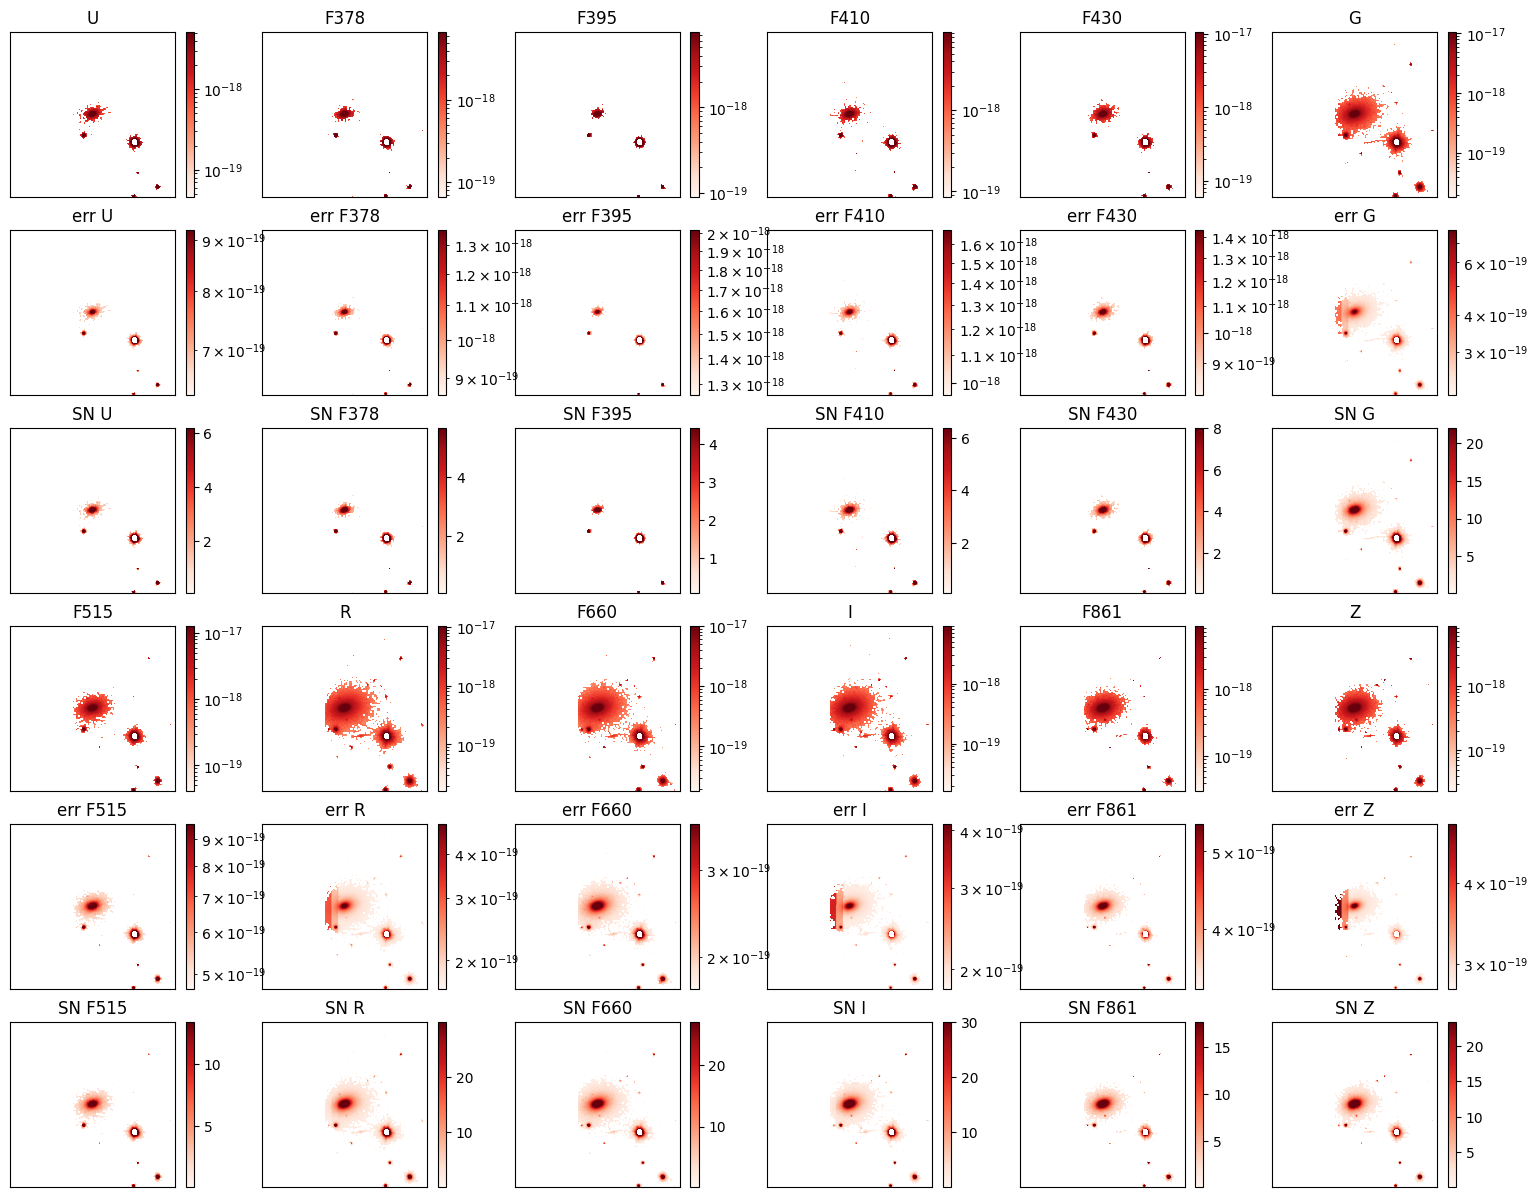 U F378 F395 F410 F430 G
10⁻¹⁸ 10⁻¹⁹
10⁻¹⁸ 10⁻¹⁹
10⁻¹⁸ 10⁻¹⁹
10⁻¹⁸ 10⁻¹⁹
10⁻¹⁷ 10⁻¹⁸ 10⁻¹⁹
10⁻¹⁷ 10⁻¹⁸ 10⁻¹⁹
err U err F378 err F395 err F410 err F430 err G
9 × 10⁻¹⁹ 8 × 10⁻¹⁹ 7 × 10⁻¹⁹
1.3 × 10⁻¹⁸ 1.2 × 10⁻¹⁸ 1.1 × 10⁻¹⁸ 10⁻¹⁸ 9 × 10⁻¹⁹
2 × 10⁻¹⁸ 1.9 × 10⁻¹⁸ 1.8 × 10⁻¹⁸ 1.7 × 10⁻¹⁸ 1.6 × 10⁻¹⁸ 1.5 × 10⁻¹⁸ 1.4 × 10⁻¹⁸ 1.3 × 10⁻¹⁸
1.6 × 10⁻¹⁸ 1.5 × 10⁻¹⁸ 1.4 × 10⁻¹⁸ 1.3 × 10⁻¹⁸ 1.2 × 10⁻¹⁸ 1.1 × 10⁻¹⁸ 10⁻¹⁸
1.4 × 10⁻¹⁸ 1.3 × 10⁻¹⁸ 1.2 × 10⁻¹⁸ 1.1 × 10⁻¹⁸ 10⁻¹⁸ 9 × 10⁻¹⁹
6 × 10⁻¹⁹ 4 × 10⁻¹⁹ 3 × 10⁻¹⁹
SN U SN F378 SN F395 SN F410 SN F430 SN G
6 4 2
4 2
4 3 2 1
6 4 2
8 6 4 2
20 15 10 5
F515 R F660 I F861 Z
10⁻¹⁷ 10⁻¹⁸ 10⁻¹⁹
10⁻¹⁷ 10⁻¹⁸ 10⁻¹⁹
10⁻¹⁷ 10⁻¹⁸ 10⁻¹⁹
10⁻¹⁸ 10⁻¹⁹
10⁻¹⁸ 10⁻¹⁹
10⁻¹⁸ 10⁻¹⁹
err F515 err R err F660 err I err F861 err Z
9 × 10⁻¹⁹ 8 × 10⁻¹⁹ 7 × 10⁻¹⁹ 6 × 10⁻¹⁹ 5 × 10⁻¹⁹
4 × 10⁻¹⁹ 3 × 10⁻¹⁹ 2 × 10⁻¹⁹
3 × 10⁻¹⁹ 2 × 10⁻¹⁹
4 × 10⁻¹⁹ 3 × 10⁻¹⁹ 2 × 10⁻¹⁹
5 × 10⁻¹⁹ 4 × 10⁻¹⁹
4 × 10⁻¹⁹ 3 × 10⁻¹⁹
SN F515 SN R SN F660 SN I SN F861 SN Z
10 5
20 10
20 10
30 20 10
15 10 5
20 15 10 5